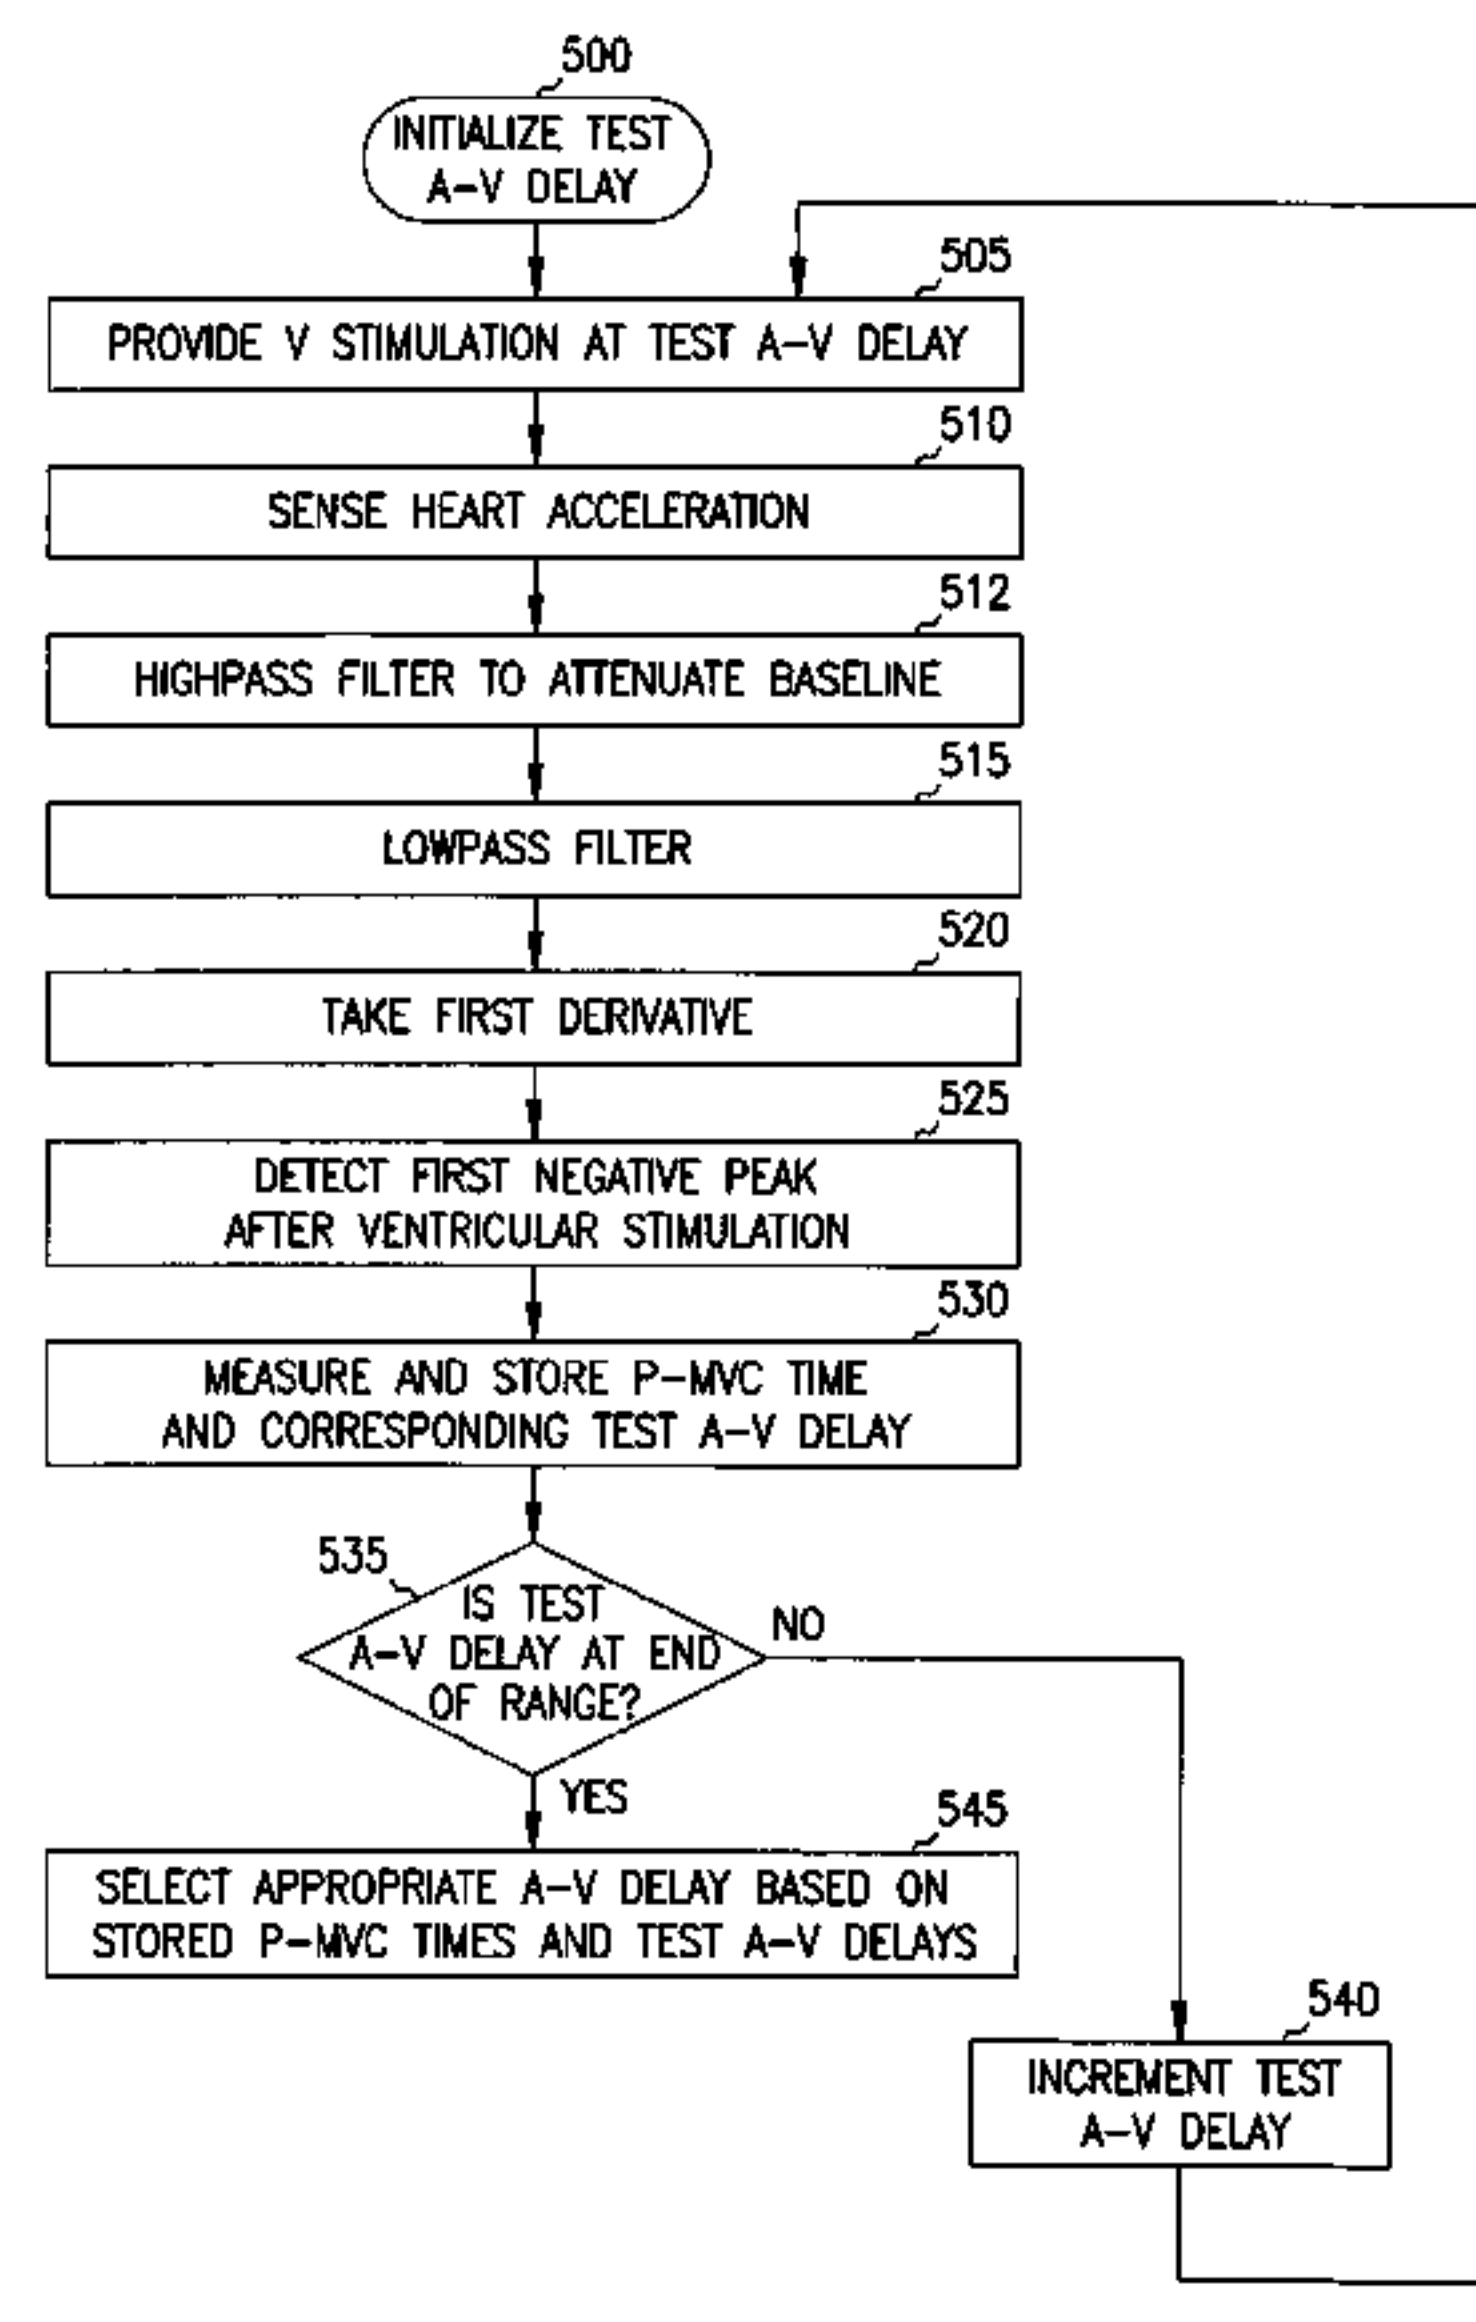 500
INITIALIZE TEST
A-V DELAY
505
PROVIDE V STIMULATION AT TEST A-V DELAY
510
SENSE HEART ACCELERATION
512
HIGHPASS FILTER TO ATTENUATE BASELINE
515
LOWPASS FILTER
520
TAKE FIRST DERIVATIVE
525
DETECT FIRST NEGATIVE PEAK
AFTER VENTRICULAR STIMULATION
530
MEASURE AND STORE P-MVC TIME
AND CORRESPONDING TEST A-V DELAY
535
IS TEST
A-V DELAY AT END
OF RANGE?
NO
YES
545
SELECT APPROPRIATE A-V DELAY BASED ON
STORED P-MVC TIMES AND TEST A-V DELAYS
540
INCREMENT TEST
A-V DELAY